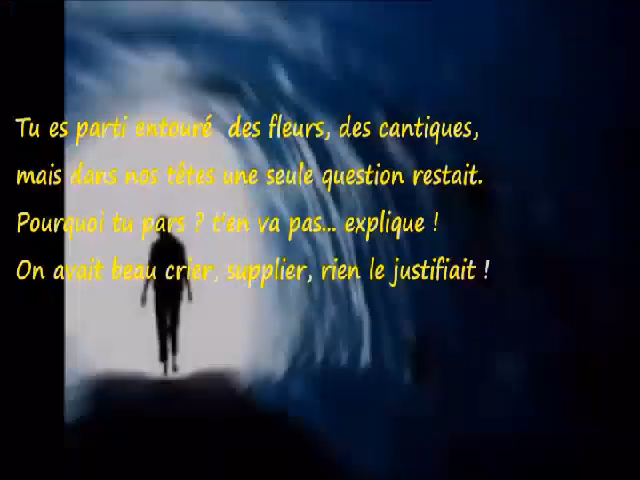 Tu es parti entouré des fleurs, des cantiques,
mais dans nos têtes une seule question restait.
Pourquoi tu pars ? t'en va pas... explique !
On avait beau crier, supplier, rien le justifiait !